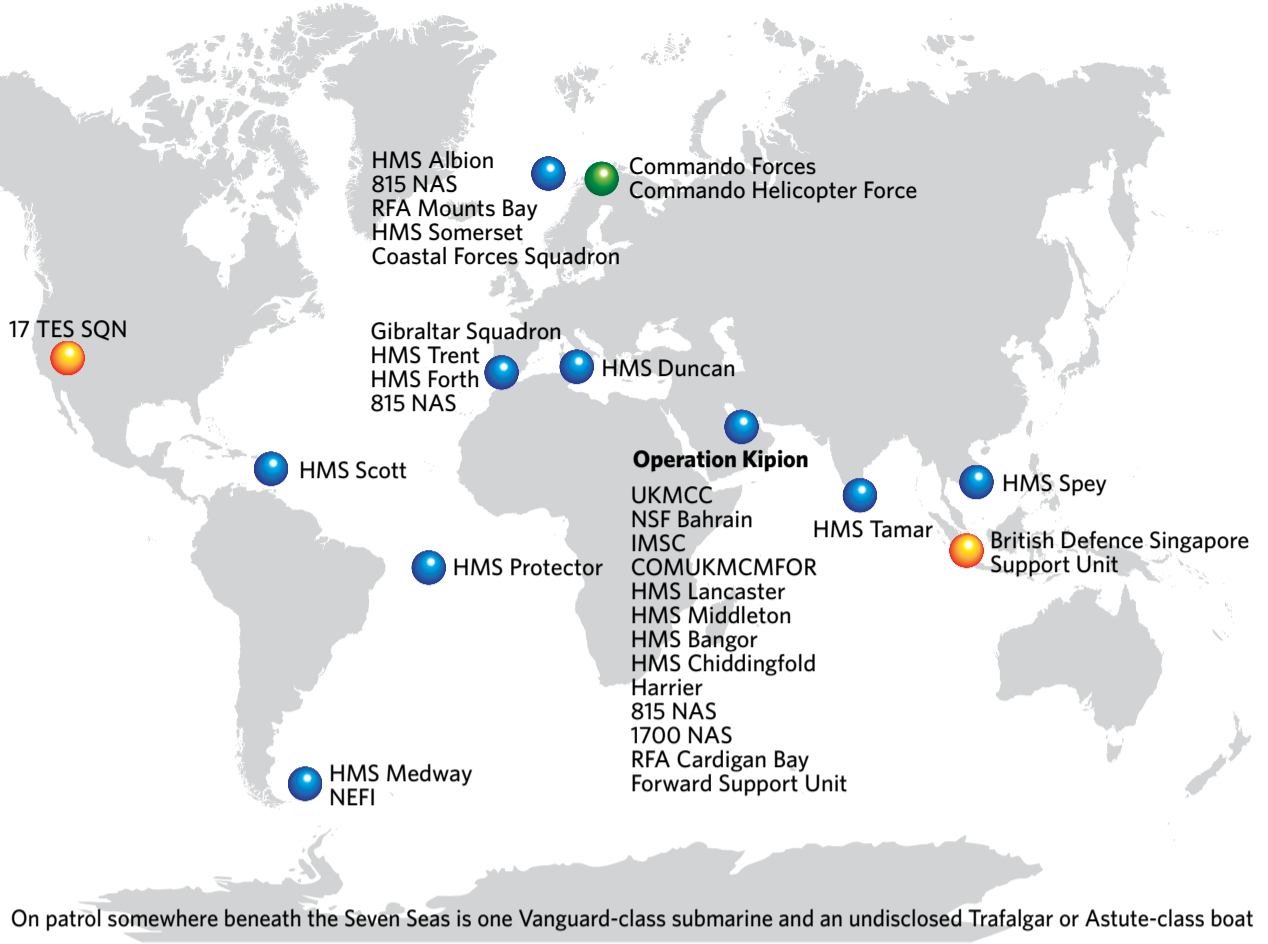 HMS Albion
815 NAS
RFA Mounts Bay
HMS Somerset
Coastal Forces Squadron
Commando Forces
Commando Helicopter Force
17 TES SQN
Gibraltar Squadron
HMS Trent
HMS Forth
815 NAS
HMS Duncan
HMS Scott
Operation Kipion
UKMCC
NSF Bahrain
IMSC
COMUKMCMFOR
HMS Lancaster
HMS Middleton
HMS Bangor
HMS Chiddingfold
Harrier
815 NAS
1700 NAS
RFA Cardigan Bay
Forward Support Unit
HMS Spey
HMS Tamar
British Defence Singapore
Support Unit
HMS Protector
HMS Medway
NEFI
On patrol somewhere beneath the Seven Seas is one Vanguard-class submarine and an undisclosed Trafalgar or Astute-class boat